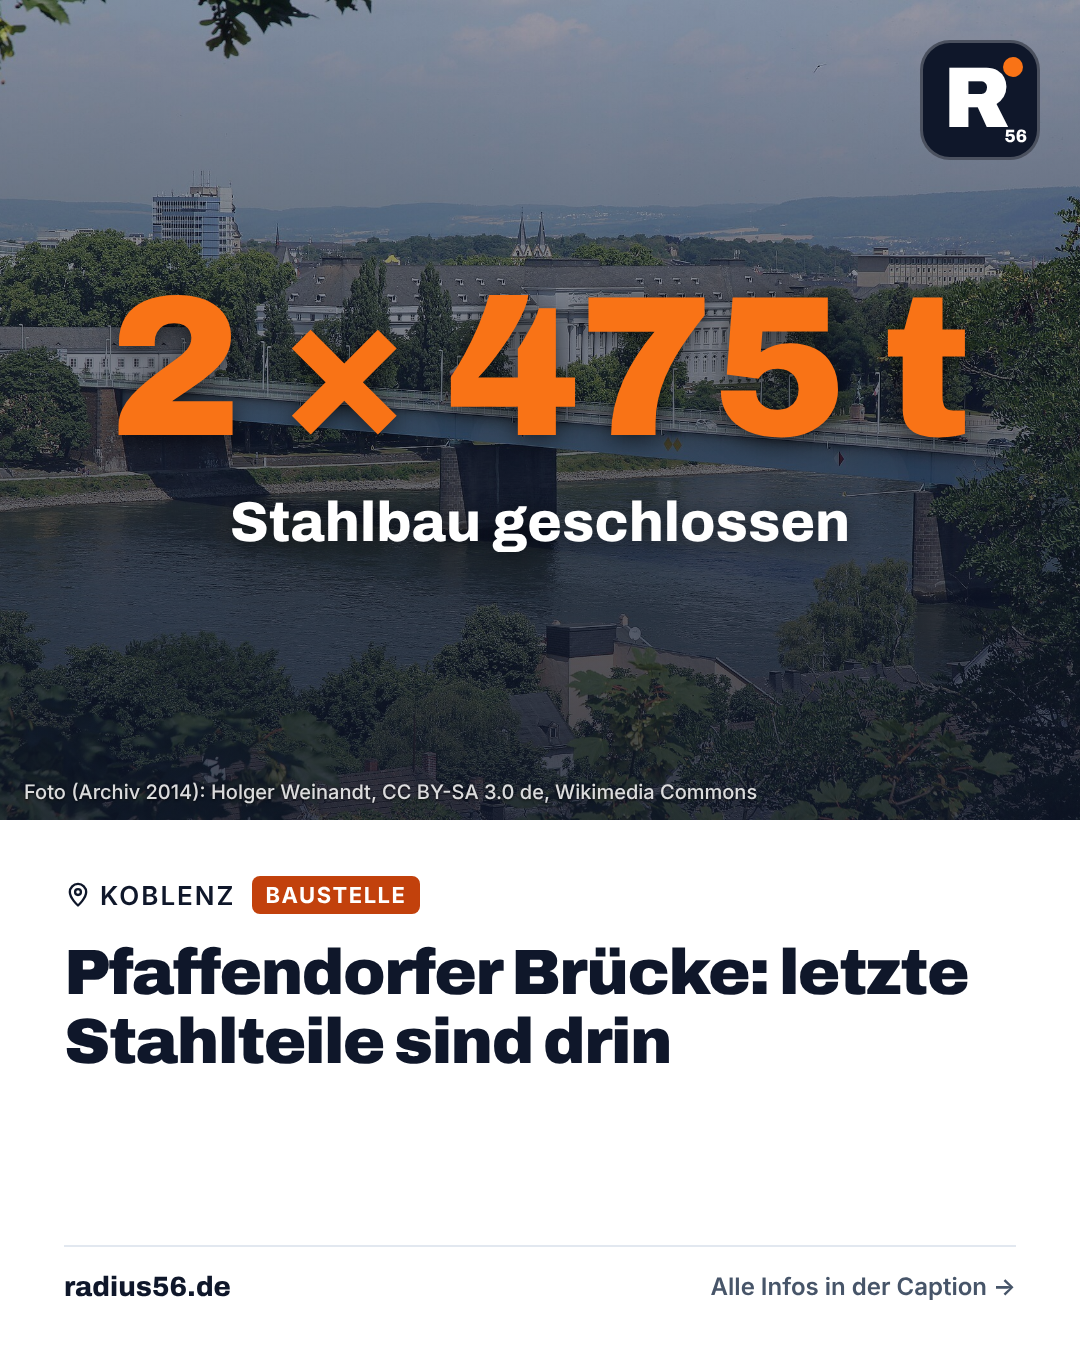 R
56
2 × 475 t
Stahlbau geschlossen
Foto (Archiv 2014): Holger Weinandt, CC BY-SA 3.0 de, Wikimedia Commons
KOBLENZ BAUSTELLE
Pfaffendorfer Brücke: letzte
Stahlteile sind drin
radius56.de Alle Infos in der Caption →